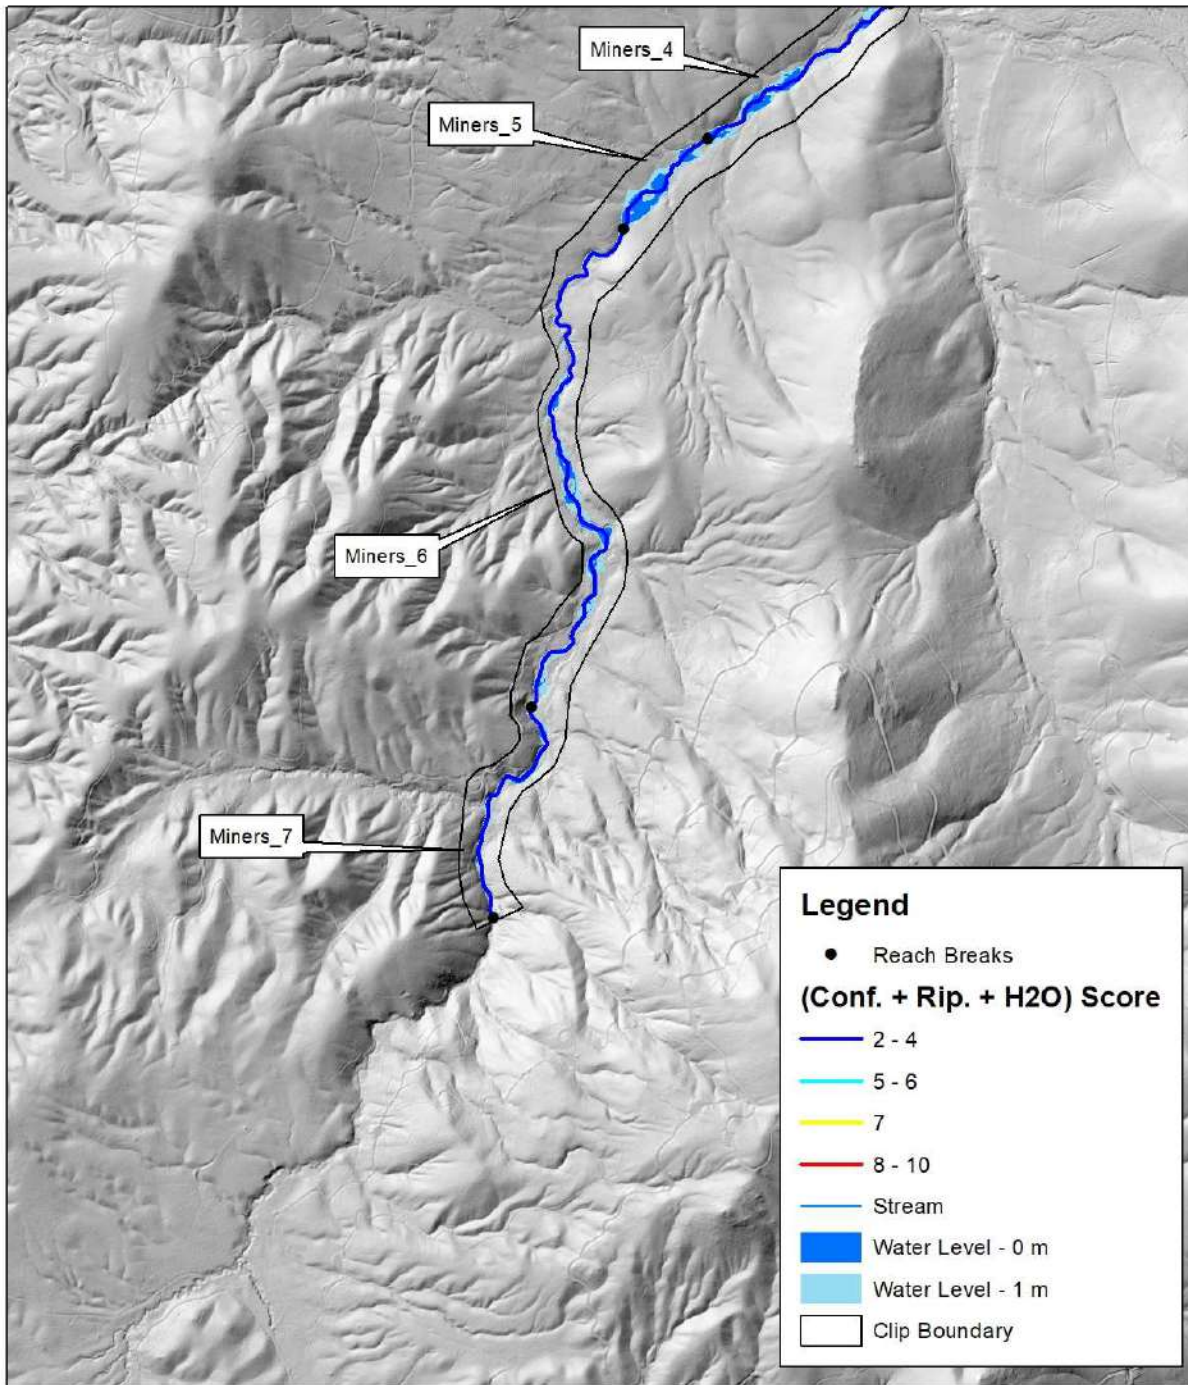 Miners_4
Miners_5
Miners_6
Miners_7
Legend
Reach Breaks
(Conf. + Rip. + H2O) Score
2 - 4
5 - 6
7
8 - 10
Stream
Water Level - 0 m
Water Level - 1 m
Clip Boundary